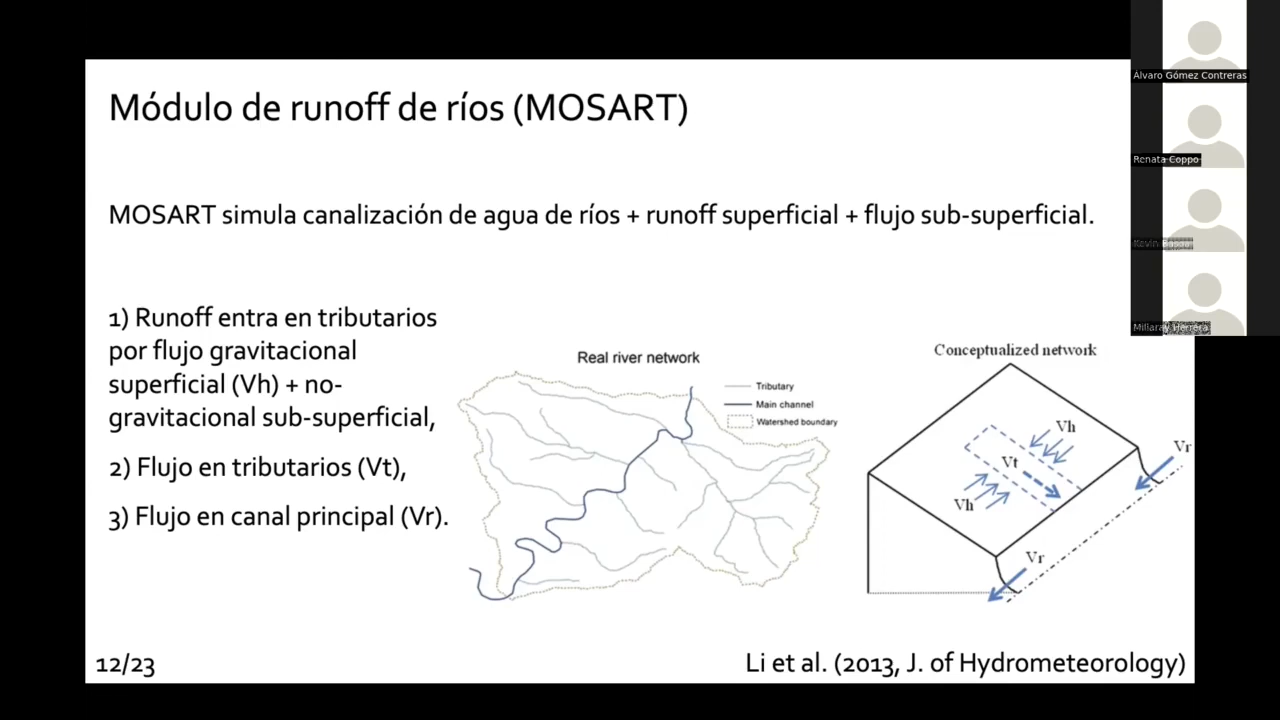 Módulo de runoff de ríos (MOSART)
MOSART simula canalización de agua de ríos + runoff superficial + flujo sub-superficial.
1) Runoff entra en tributarios
por flujo gravitacional
superficial (Vh) + no-
gravitacional sub-superficial,
2) Flujo en tributarios (Vt),
3) Flujo en canal principal (Vr).
Real river network
Tributary
Main channel
Watershed boundary
Conceptualized network
Vh
Vr
Vt
Vh
Vr
12/23
Li et al. (2013, J. of Hydrometeorology)
Álvaro Gómez Contreras
Renata Coppo
Kevin
Millaray Herrera